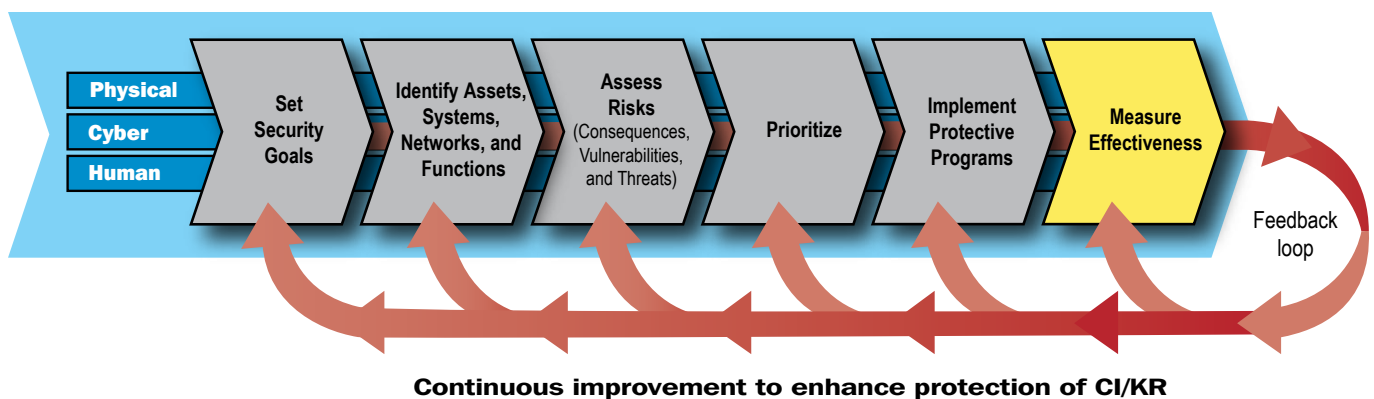 Physical
Cyber
Human
Set
Security
Goals
Identify Assets,
Systems,
Networks, and
Functions
Assess
Risks
(Consequences,
Vulnerabilities,
and Threats)
Prioritize
Implement
Protective
Programs
Measure
Effectiveness
Feedback
loop
Continuous improvement to enhance protection of CI/KR